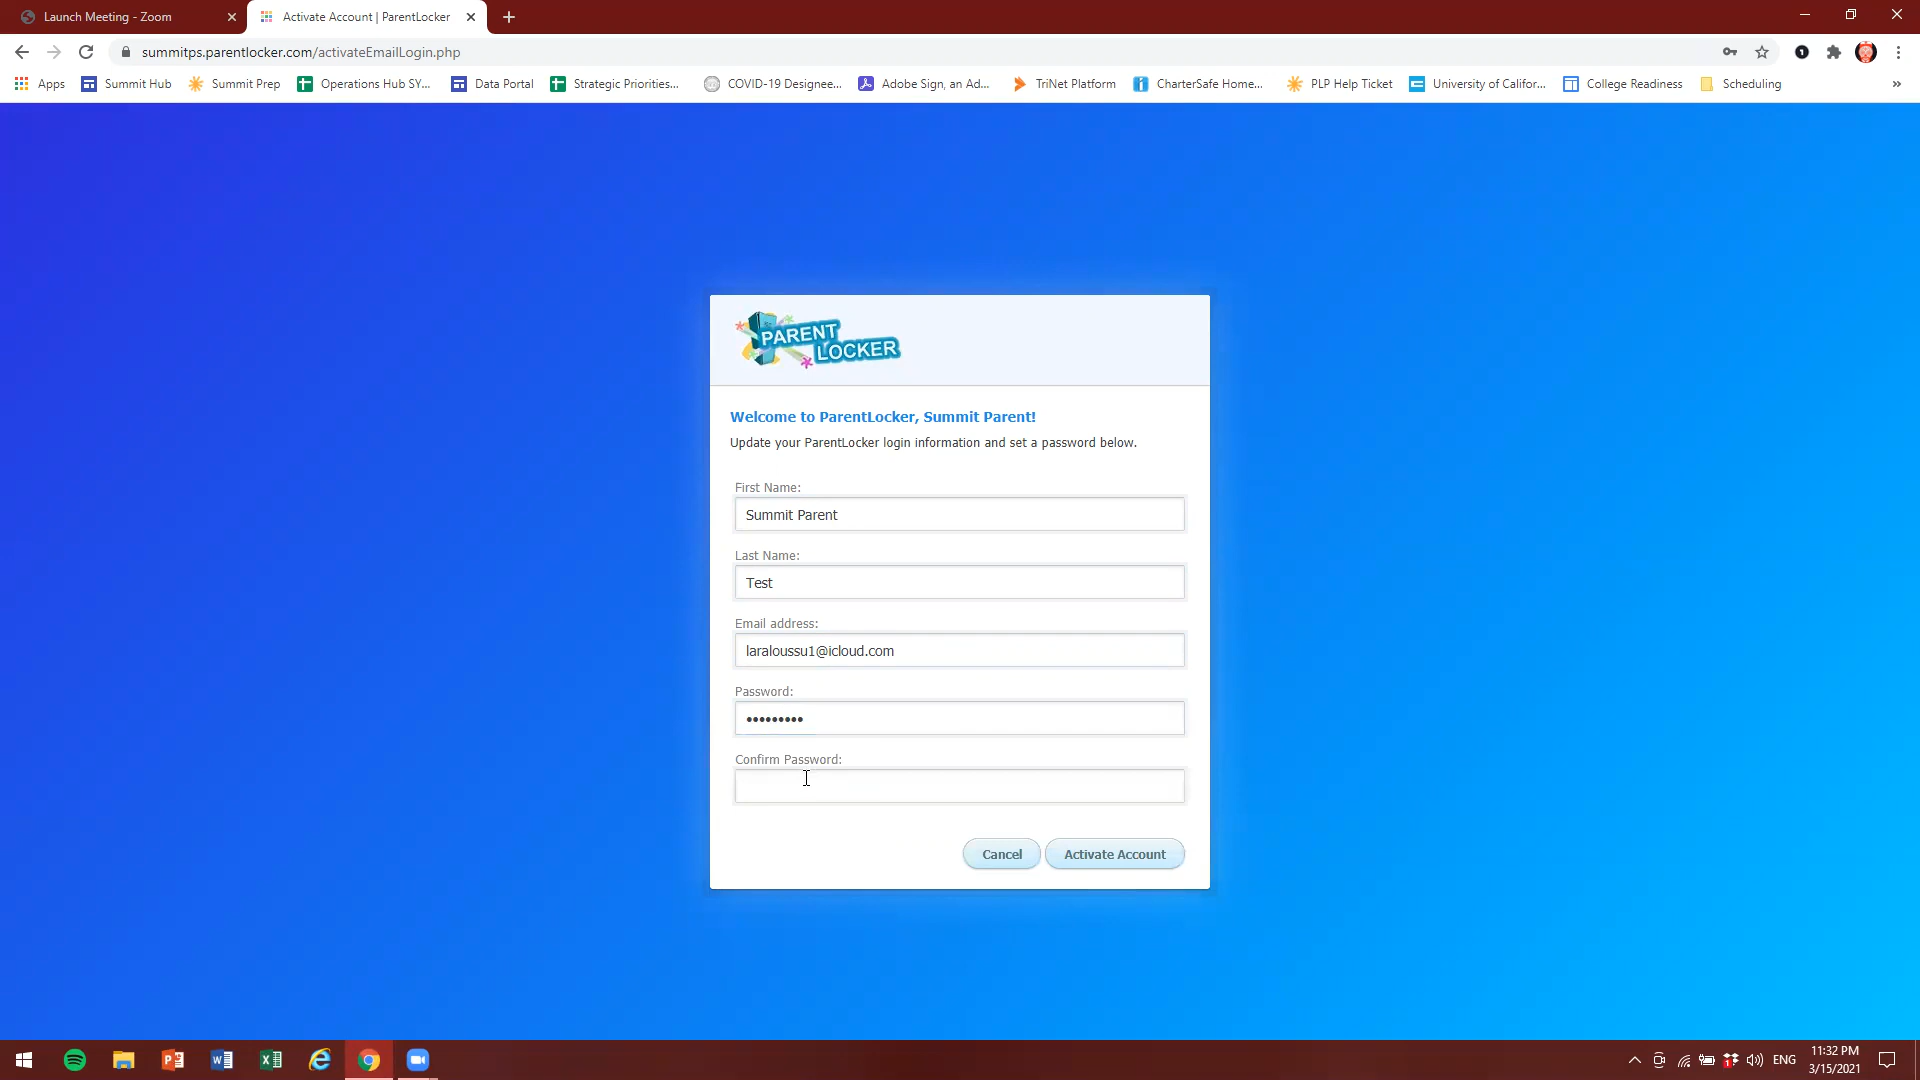 Launch Meeting - Zoom
Activate Account | ParentLocker
summitps.parentlocker.com/activateEmailLogin.php
Apps
Summit Hub
Summit Prep
Operations Hub SY...
Data Portal
Strategic Priorities...
COVID-19 Designee...
Adobe Sign, an Ad...
TriNet Platform
CharterSafe Home...
PLP Help Ticket
University of Califor...
College Readiness
Scheduling
»
PARENT
LOCKER
Welcome to ParentLocker, Summit Parent!
Update your ParentLocker login information and set a password below.
First Name:
Summit Parent
Last Name:
Test
Email address:
laraloussu1@icloud.com
Password:
•••••••••
Confirm Password:
Cancel
Activate Account
ENG
11:32 PM
3/15/2021